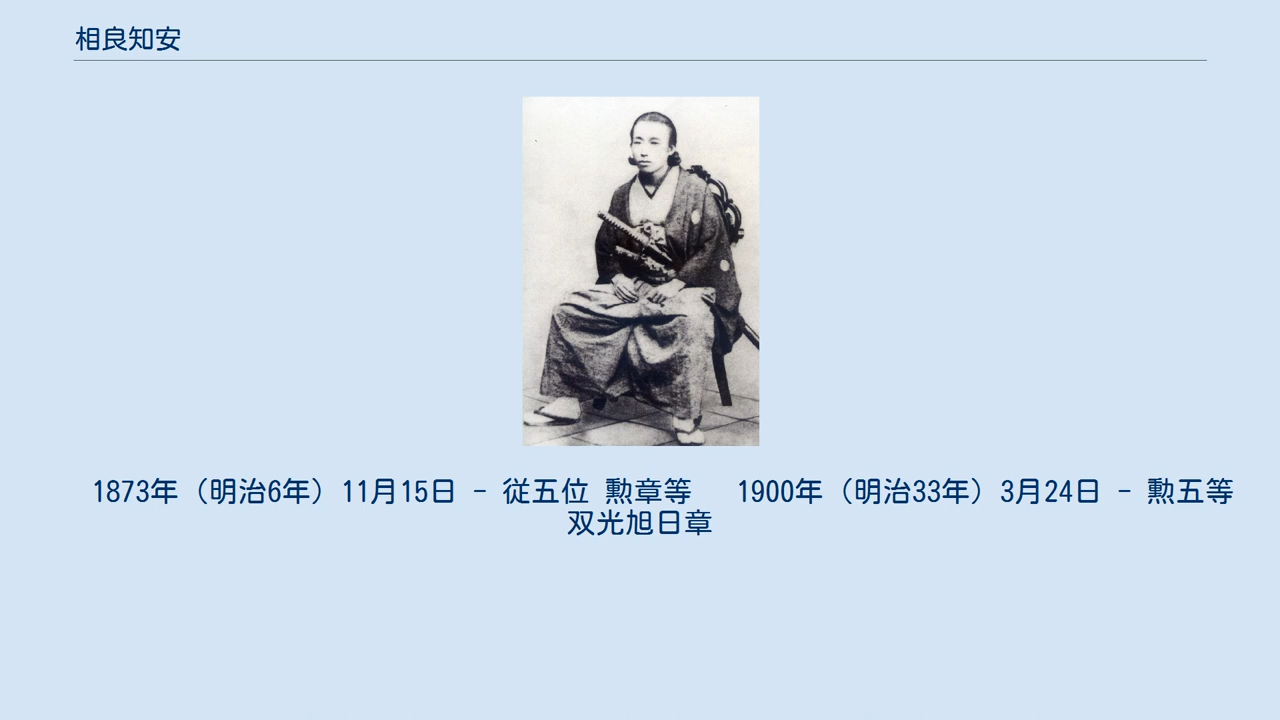 相良知安
1873年（明治6年）11月15日 - 従五位 勲章等　 1900年（明治33年）3月24日 - 勲五等
双光旭日章